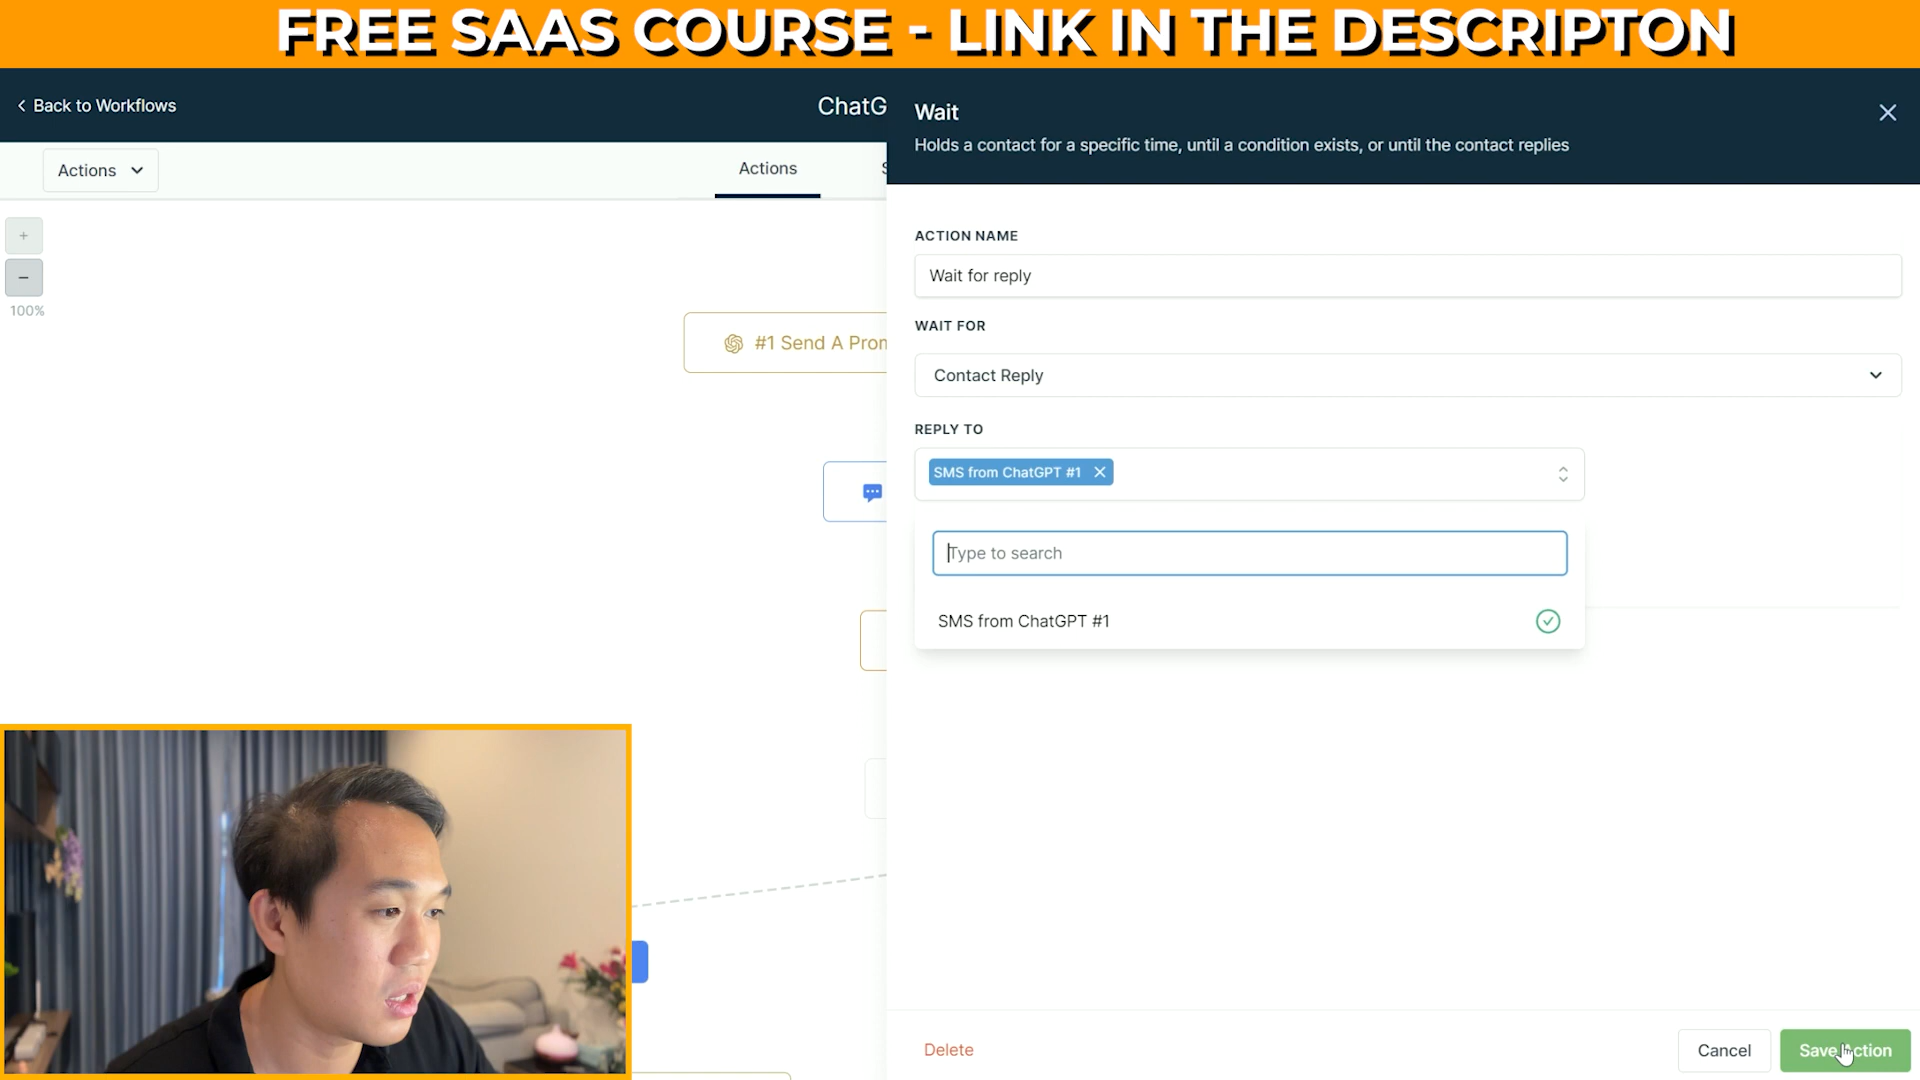 FREE SAAS COURSE - LINK IN THE DESCRIPTON
Back to Workflows
ChatG
Wait
Holds a contact for a specific time, until a condition exists, or until the contact replies
Actions
Actions
+
−
100%
#1 Send A Pron
ACTION NAME
Wait for reply
WAIT FOR
Contact Reply
REPLY TO
SMS from ChatGPT #1
Type to search
SMS from ChatGPT #1
Delete
Cancel
Save Action